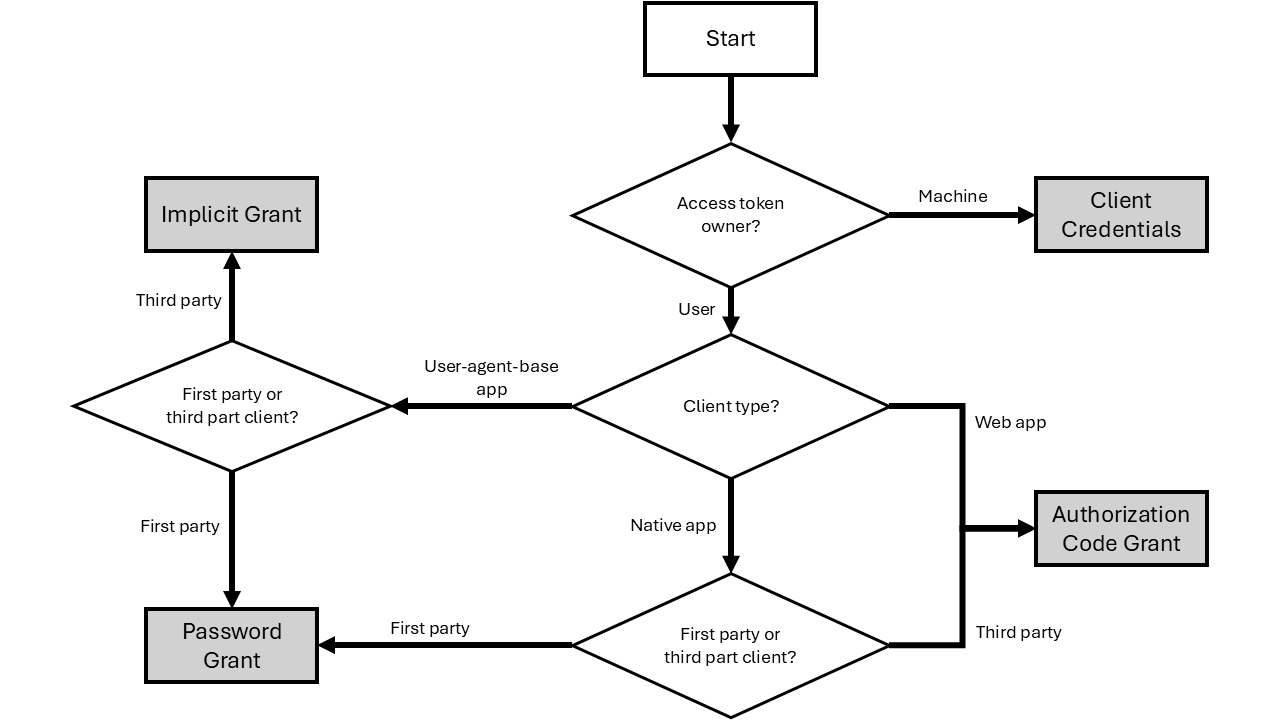 Start
Access token
owner?
Machine
Client
Credentials
Implicit Grant
User
Third party
User-agent-base
app
First party or
third part client?
Client type?
Web app
First party
Native app
Authorization
Code Grant
Password
Grant
First party
First party or
third part client?
Third party